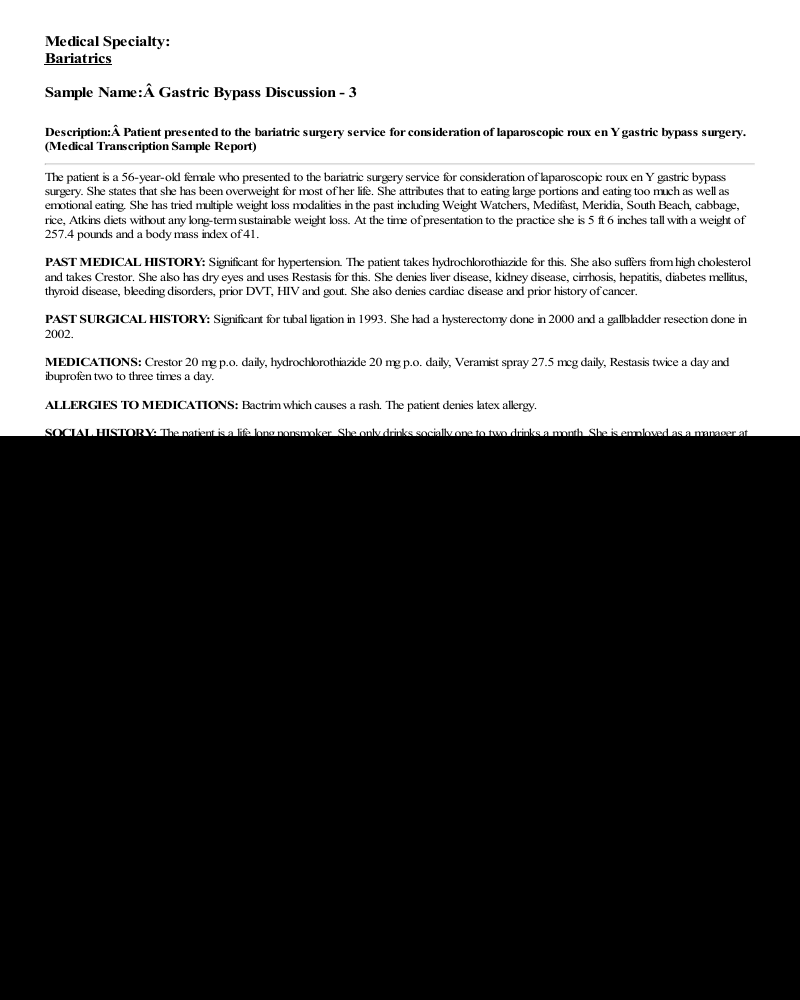 Medical Specialty:
Bariatrics
Sample Name:Â Gastric Bypass Discussion - 3
Description:Â Patient presented to the bariatric surgery service for consideration of laparoscopic roux en Y gastric bypass surgery.
(Medical Transcription Sample Report)
The patient is a 56-year-old female who presented to the bariatric surgery service for consideration of laparoscopic roux en Y gastric bypass
surgery. She states that she has been overweight for most of her life. She attributes that to eating large portions and eating too much as well as
emotional eating. She has tried multiple weight loss modalities in the past including Weight Watchers, Medifast, Meridia, South Beach, cabbage,
rice, Atkins diets without any long-term sustainable weight loss. At the time of presentation to the practice she is 5 ft 6 inches tall with a weight of
257.4 pounds and a body mass index of 41.
PAST MEDICAL HISTORY: Significant for hypertension. The patient takes hydrochlorothiazide for this. She also suffers from high cholesterol
and takes Crestor. She also has dry eyes and uses Restasis for this. She denies liver disease, kidney disease, cirrhosis, hepatitis, diabetes mellitus,
thyroid disease, bleeding disorders, prior DVT, HIV and gout. She also denies cardiac disease and prior history of cancer.
PAST SURGICAL HISTORY: Significant for tubal ligation in 1993. She had a hysterectomy done in 2000 and a gallbladder resection done in
2002.
MEDICATIONS: Crestor 20 mg p.o. daily, hydrochlorothiazide 20 mg p.o. daily, Veramist spray 27.5 mcg daily, Restasis twice a day and
ibuprofen two to three times a day.
ALLERGIES TO MEDICATIONS: Bactrim which causes a rash. The patient denies latex allergy.
SOCIAL HISTORY: The patient is a life long nonsmoker. She only drinks socially one to two drinks a month. She is employed as a manager at